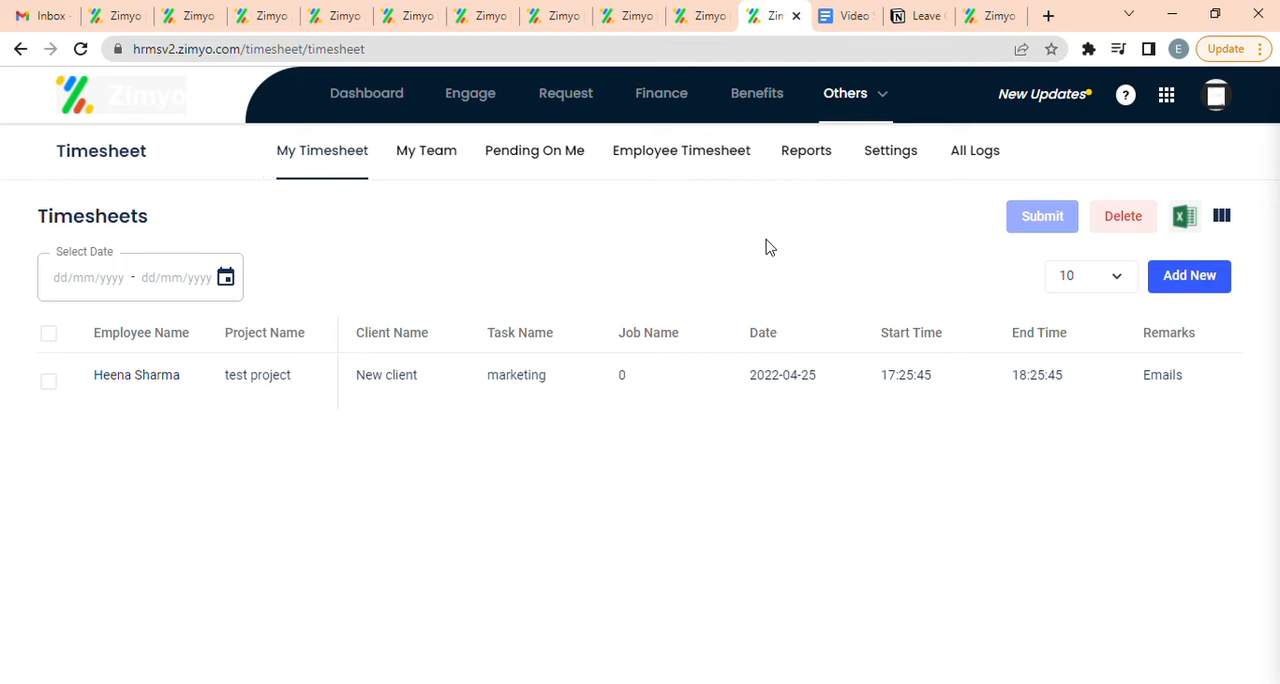 Inbox - Zimyo Zimyo Zimyo Zimyo Zimyo Zimyo Zimyo Zimyo Zimyo Zim Video S Leave Zimyo
hrmsv2.zimyo.com/timesheet/timesheet E Update
Zimyo Dashboard Engage Request Finance Benefits Others New Updates ?
Timesheet My Timesheet My Team Pending On Me Employee Timesheet Reports Settings All Logs
Timesheets Submit Delete
Select Date
dd/mm/yyyy - dd/mm/yyyy 10 Add New
Employee Name Project Name Client Name Task Name Job Name Date Start Time End Time Remarks
Heena Sharma test project New client marketing 0 2022-04-25 17:25:45 18:25:45 Emails